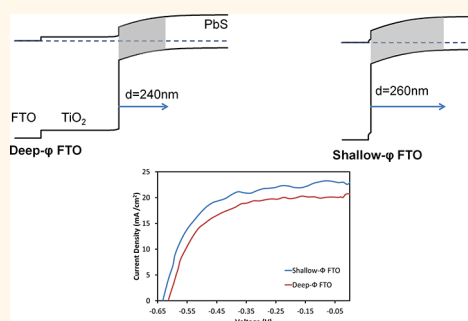 PbS
d=240nm
d=260nm
FTO
TiO2
Deep-φ FTO
Shallow-φ FTO
25
20
15
10
5
0
Current Density (mA /cm²)
Shallow-Φ FTO
Deep-Φ FTO
-0.65 -0.55 -0.45 -0.35 -0.25 -0.15 -0.05
Voltage (V)